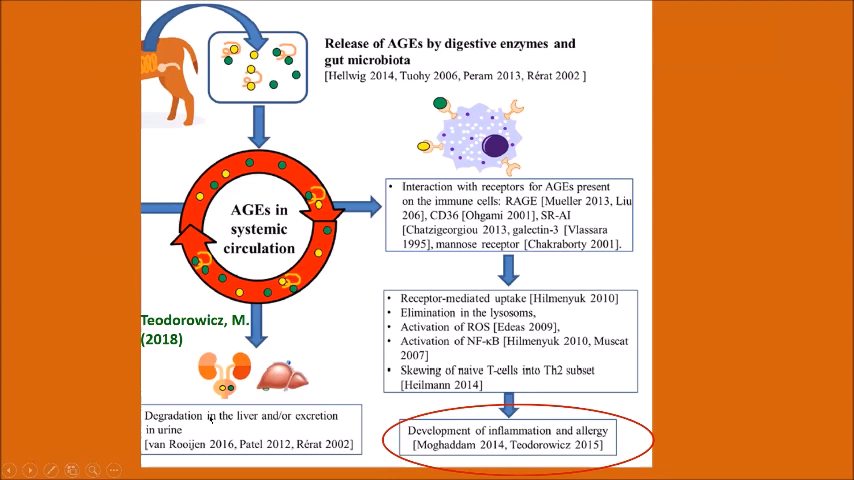 Release of AGEs by digestive enzymes and
gut microbiota
[Hellwig 2014, Tuohy 2006, Peram 2013, Rérat 2002 ]
• Interaction with receptors for AGEs present
on the immune cells: RAGE [Mueller 2013, Liu
206], CD36 [Ohgami 2001], SR-AI
[Chatzigeorgiou 2013, galectin-3 [Vlassara
1995], mannose receptor [Chakraborty 2001].
AGEs in
systemic
circulation
• Receptor-mediated uptake [Hilmenyuk 2010]
• Elimination in the lysosoms,
• Activation of ROS [Edeas 2009],
• Activation of NF-κB [Hilmenyuk 2010, Muscat
2007]
• Skewing of naive T-cells into Th2 subset
[Heilmann 2014]
Teodorowicz, M.
(2018)
Degradation in the liver and/or excretion
in urine
[van Rooijen 2016, Patel 2012, Rérat 2002]
Development of inflammation and allergy
[Moghaddam 2014, Teodorowicz 2015]